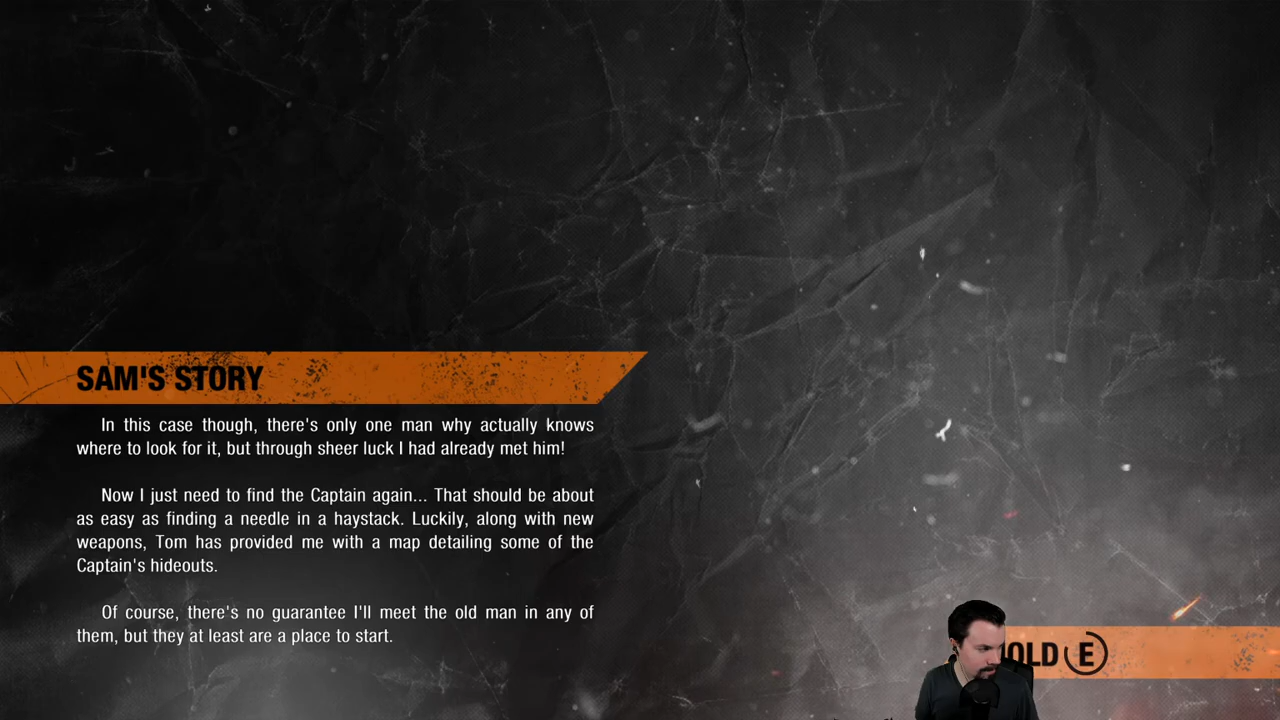 SAM'S STORY
In this case though, there's only one man why actually knows
where to look for it, but through sheer luck I had already met him!
Now I just need to find the Captain again... That should be about
as easy as finding a needle in a haystack. Luckily, along with new
weapons, Tom has provided me with a map detailing some of the
Captain's hideouts.
Of course, there's no guarantee I'll meet the old man in any of
them, but they at least are a place to start.
OLD E